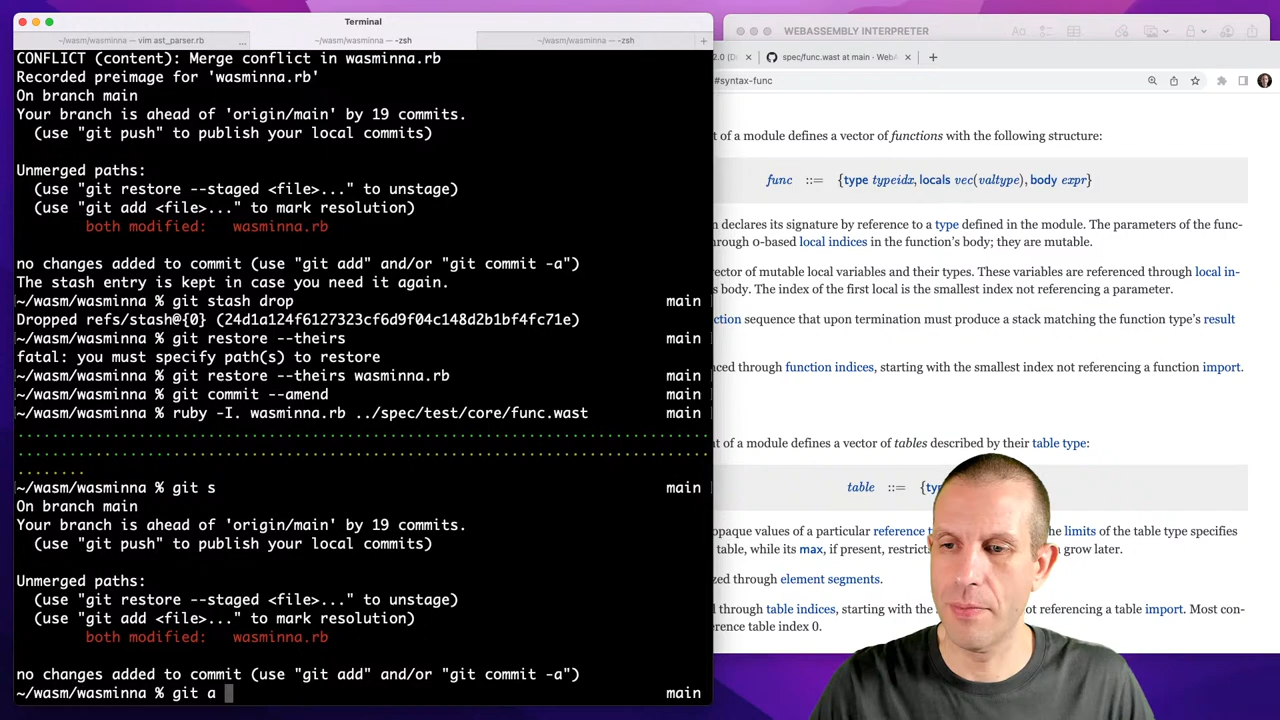 Terminal
~/wasm/wasminna — vim ast_parser.rb ... ~/wasm/wasminna — -zsh ~/wasm/wasminna — -zsh +
CONFLICT (content): Merge conflict in wasminna.rb
Recorded preimage for 'wasminna.rb'
On branch main
Your branch is ahead of 'origin/main' by 19 commits.
(use "git push" to publish your local commits)
Unmerged paths:
(use "git restore --staged <file>..." to unstage)
(use "git add <file>..." to mark resolution)
both modified: wasminna.rb
no changes added to commit (use "git add" and/or "git commit -a")
The stash entry is kept in case you need it again.
~/wasm/wasminna % git stash drop main
Dropped refs/stash@{0} (24d1a124f6127323cf6d9f04c148d2b1bf4fc71e)
~/wasm/wasminna % git restore --theirs main
fatal: you must specify path(s) to restore
~/wasm/wasminna % git restore --theirs wasminna.rb main
~/wasm/wasminna % git commit --amend main
~/wasm/wasminna % ruby -I. wasminna.rb ../spec/test/core/func.wast main
~/wasm/wasminna % git s main
On branch main
Your branch is ahead of 'origin/main' by 19 commits.
(use "git push" to publish your local commits)
Unmerged paths:
(use "git restore --staged <file>..." to unstage)
(use "git add <file>..." to mark resolution)
both modified: wasminna.rb
no changes added to commit (use "git add" and/or "git commit -a")
~/wasm/wasminna % git a main
WEBASSEMBLY INTERPRETER Aa
2.0 (D × spec/func.wast at main · WebA × +
#syntax-func
t of a module defines a vector of functions with the following structure:
func ::= {type typeidx, locals vec(valtype), body expr}
n declares its signature by reference to a type defined in the module. The parameters of the func-
hrough 0-based local indices in the function's body; they are mutable.
vector of mutable local variables and their types. These variables are referenced through local in-
s body. The index of the first local is the smallest index not referencing a parameter.
ction sequence that upon termination must produce a stack matching the function type's result
nced through function indices, starting with the smallest index not referencing a function import.
t of a module defines a vector of tables described by their table type:
table ::= {ty
opaque values of a particular reference t he limits of the table type specifies
table, while its max, if present, restrict n grow later.
zed through element segments.
d through table indices, starting with the s ot referencing a table import. Most con-
erence table index 0.